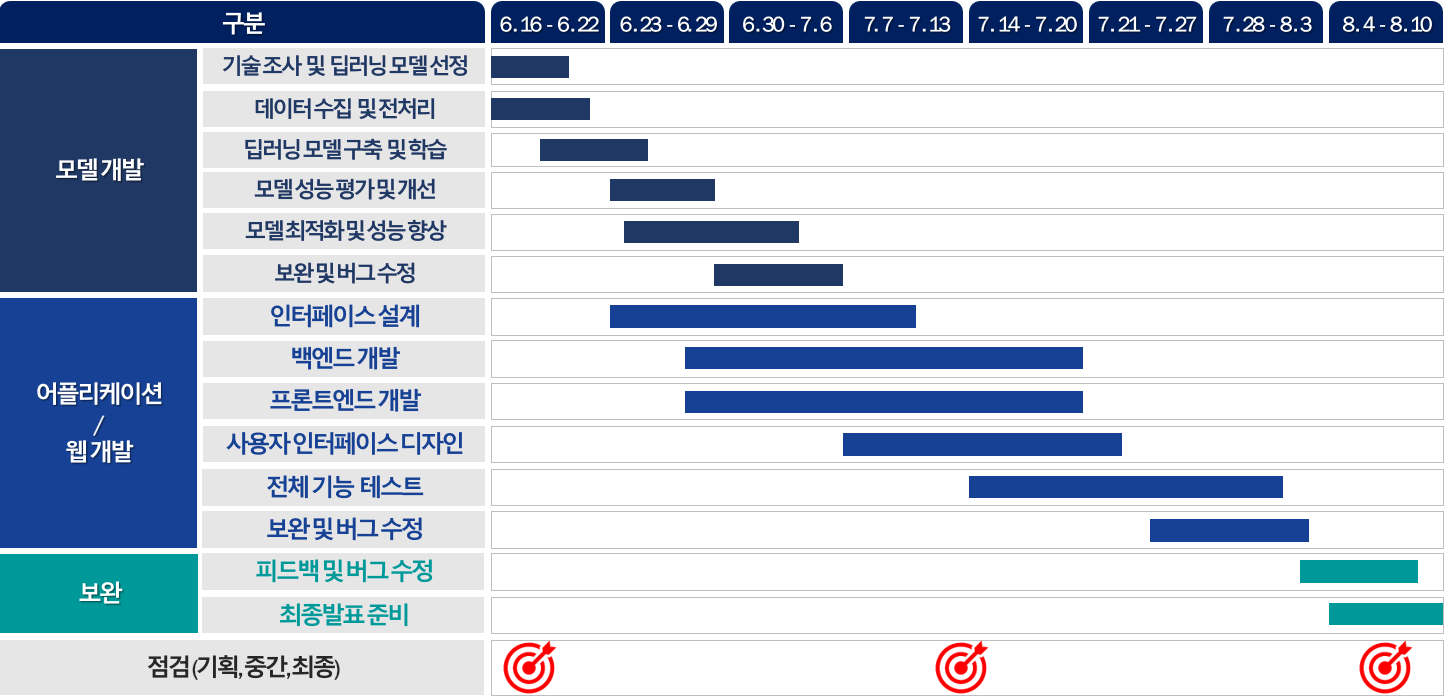 구분 6.16 - 6.22 6.23 - 6.29 6.30 - 7.6 7.7 - 7.13 7.14 - 7.20 7.21 - 7.27 7.28 - 8.3 8.4 - 8.10
모델 개발
기술 조사 및 딥러닝 모델 선정
데이터 수집 및 전처리
딥러닝 모델 구축 및 학습
모델 성능 평가 및 개선
모델 최적화 및 성능 향상
보완 및 버그 수정
어플리케이션
/
웹 개발
인터페이스 설계
백엔드 개발
프론트엔드 개발
사용자 인터페이스 디자인
전체 기능 테스트
보완 및 버그 수정
보완
피드백 및 버그 수정
최종발표 준비
점검 (기획, 중간, 최종)